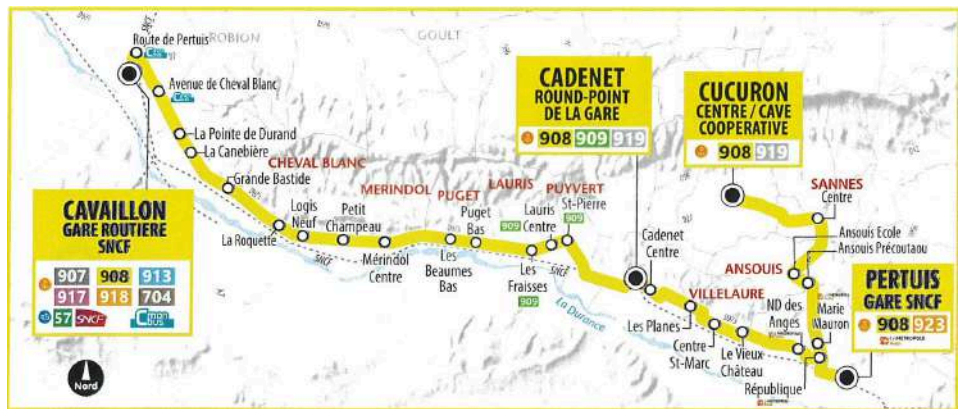 ROBION
GOULT
Route de Pertuis
Avenue de Cheval Blanc
La Pointe de Durand
La Canebière
CHEVAL BLANC
Grande Bastide
CAVAILLON
GARE ROUTIERE
SNCF
907 908 913
917 918 704
57 SNCF Cmonbus
Nord
La Roquette
Logis
Neuf
Petit
Champeau
MERINDOL
Mérindol
Centre
PUGET
Les
Beaumes
Bas
Puget
Bas
LAURIS
909
Lauris
Centre
Les
Fraisses
909
PUYVERT
St-Pierre
909
SNCF
La Durance
CADENET
ROUND-POINT
DE LA GARE
908 909 919
Cadenet
Centre
CUCURON
CENTRE / CAVE
COOPERATIVE
908 919
SANNES
Centre
Ansouis Ecole
Ansouis Précoutaou
ANSOUIS
VILLELAURE
Les Planes
Centre
St-Marc
Le Vieux
Château
ND des
Anges
Marie
Mauron
République
PERTUIS
GARE SNCF
908 923